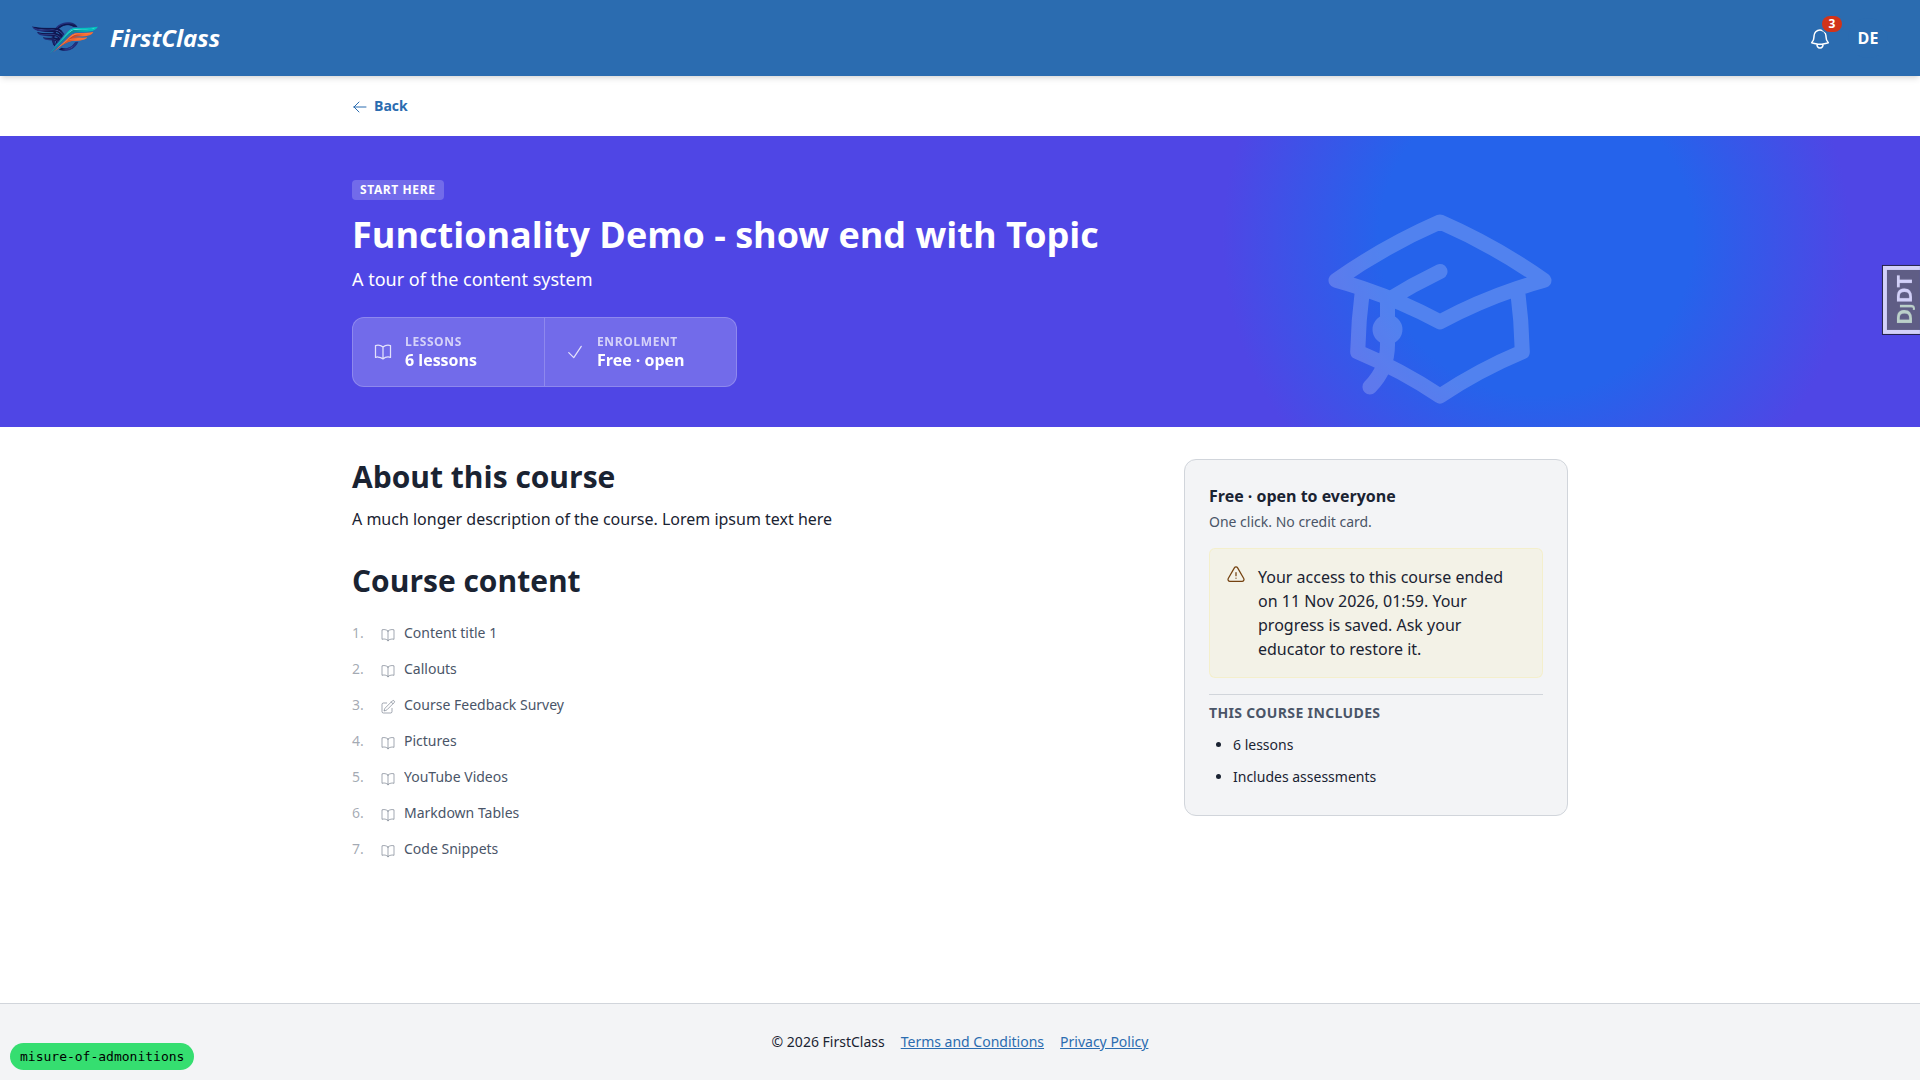 FirstClass
3
DE
Back
START HERE
Functionality Demo - show end with Topic
A tour of the content system
LESSONS
6 lessons
ENROLMENT
Free · open
DjDT
About this course
A much longer description of the course. Lorem ipsum text here
Course content
1. Content title 1
2. Callouts
3. Course Feedback Survey
4. Pictures
5. YouTube Videos
6. Markdown Tables
7. Code Snippets
Free · open to everyone
One click. No credit card.
Your access to this course ended
on 11 Nov 2026, 01:59. Your
progress is saved. Ask your
educator to restore it.
THIS COURSE INCLUDES
• 6 lessons
• Includes assessments
© 2026 FirstClass Terms and Conditions Privacy Policy
misure-of-admonitions